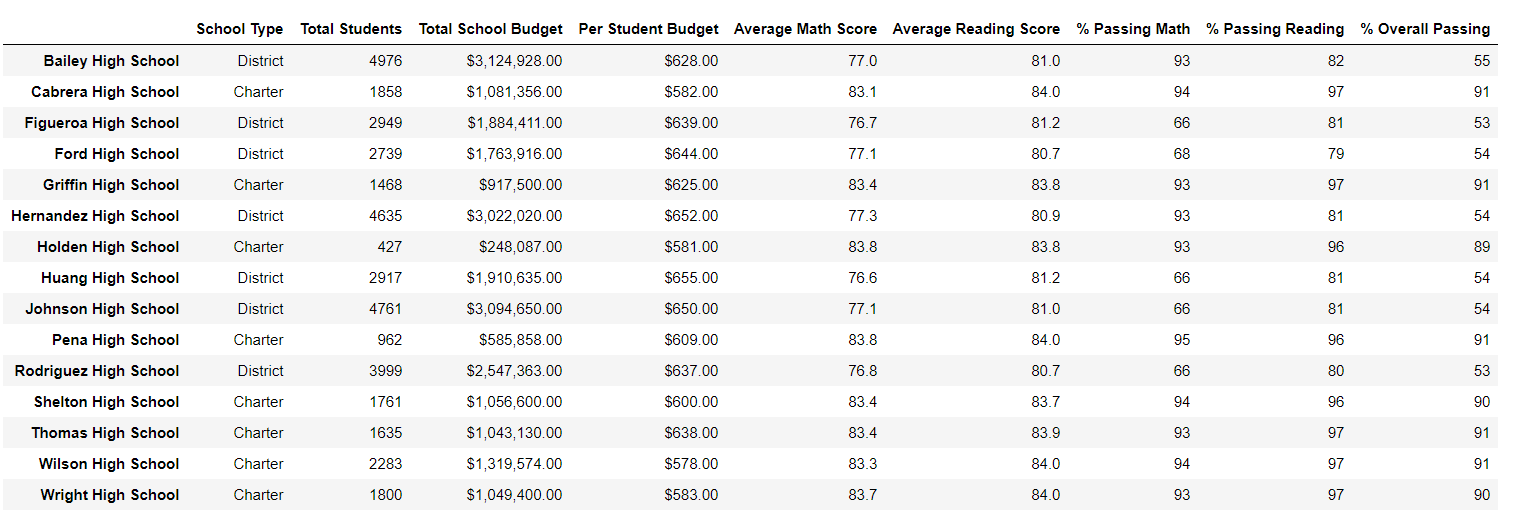 School Type Total Students Total School Budget Per Student Budget Average Math Score Average Reading Score % Passing Math % Passing Reading % Overall Passing
Bailey High School District 4976 $3,124,928.00 $628.00 77.0 81.0 93 82 55
Cabrera High School Charter 1858 $1,081,356.00 $582.00 83.1 84.0 94 97 91
Figueroa High School District 2949 $1,884,411.00 $639.00 76.7 81.2 66 81 53
Ford High School District 2739 $1,763,916.00 $644.00 77.1 80.7 68 79 54
Griffin High School Charter 1468 $917,500.00 $625.00 83.4 83.8 93 97 91
Hernandez High School District 4635 $3,022,020.00 $652.00 77.3 80.9 93 81 54
Holden High School Charter 427 $248,087.00 $581.00 83.8 83.8 93 96 89
Huang High School District 2917 $1,910,635.00 $655.00 76.6 81.2 66 81 54
Johnson High School District 4761 $3,094,650.00 $650.00 77.1 81.0 66 81 54
Pena High School Charter 962 $585,858.00 $609.00 83.8 84.0 95 96 91
Rodriguez High School District 3999 $2,547,363.00 $637.00 76.8 80.7 66 80 53
Shelton High School Charter 1761 $1,056,600.00 $600.00 83.4 83.7 94 96 90
Thomas High School Charter 1635 $1,043,130.00 $638.00 83.4 83.9 93 97 91
Wilson High School Charter 2283 $1,319,574.00 $578.00 83.3 84.0 94 97 91
Wright High School Charter 1800 $1,049,400.00 $583.00 83.7 84.0 93 97 90